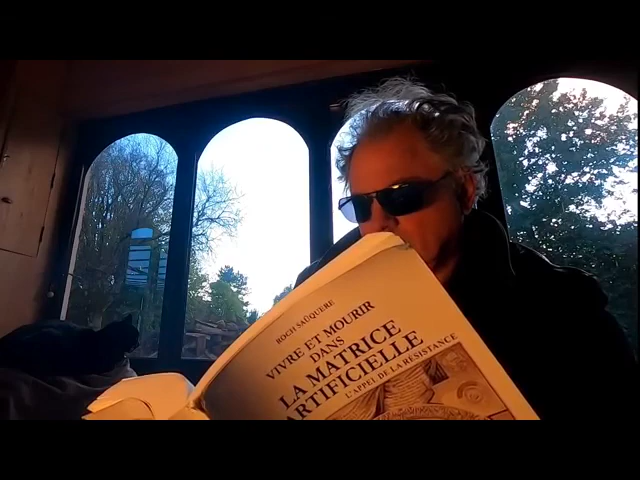 ROCH SAÜQUERE
VIVRE ET MOURIR
DANS
LA MATRICE
ARTIFICIELLE
L'APPEL DE LA RÉSISTANCE